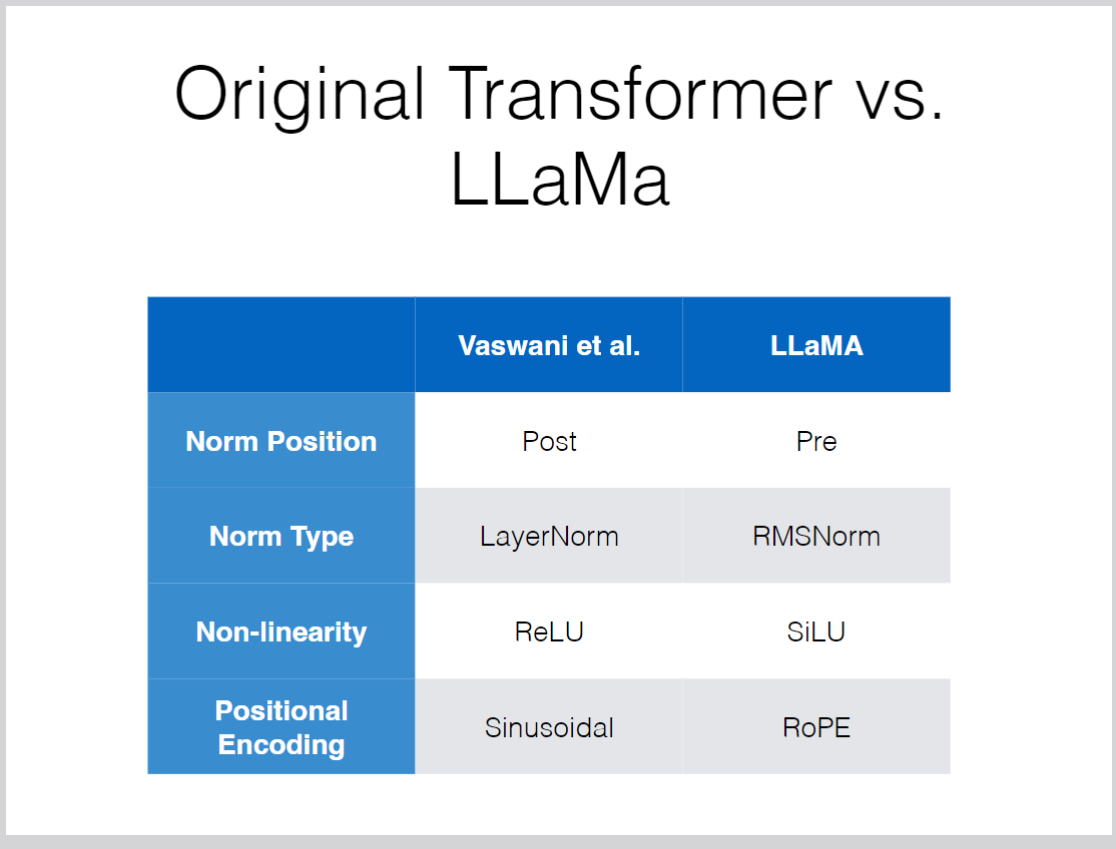 Original Transformer vs.
LLaMa
Vaswani et al. LLaMA
Norm Position Post Pre
Norm Type LayerNorm RMSNorm
Non-linearity ReLU SiLU
Positional
Encoding Sinusoidal RoPE